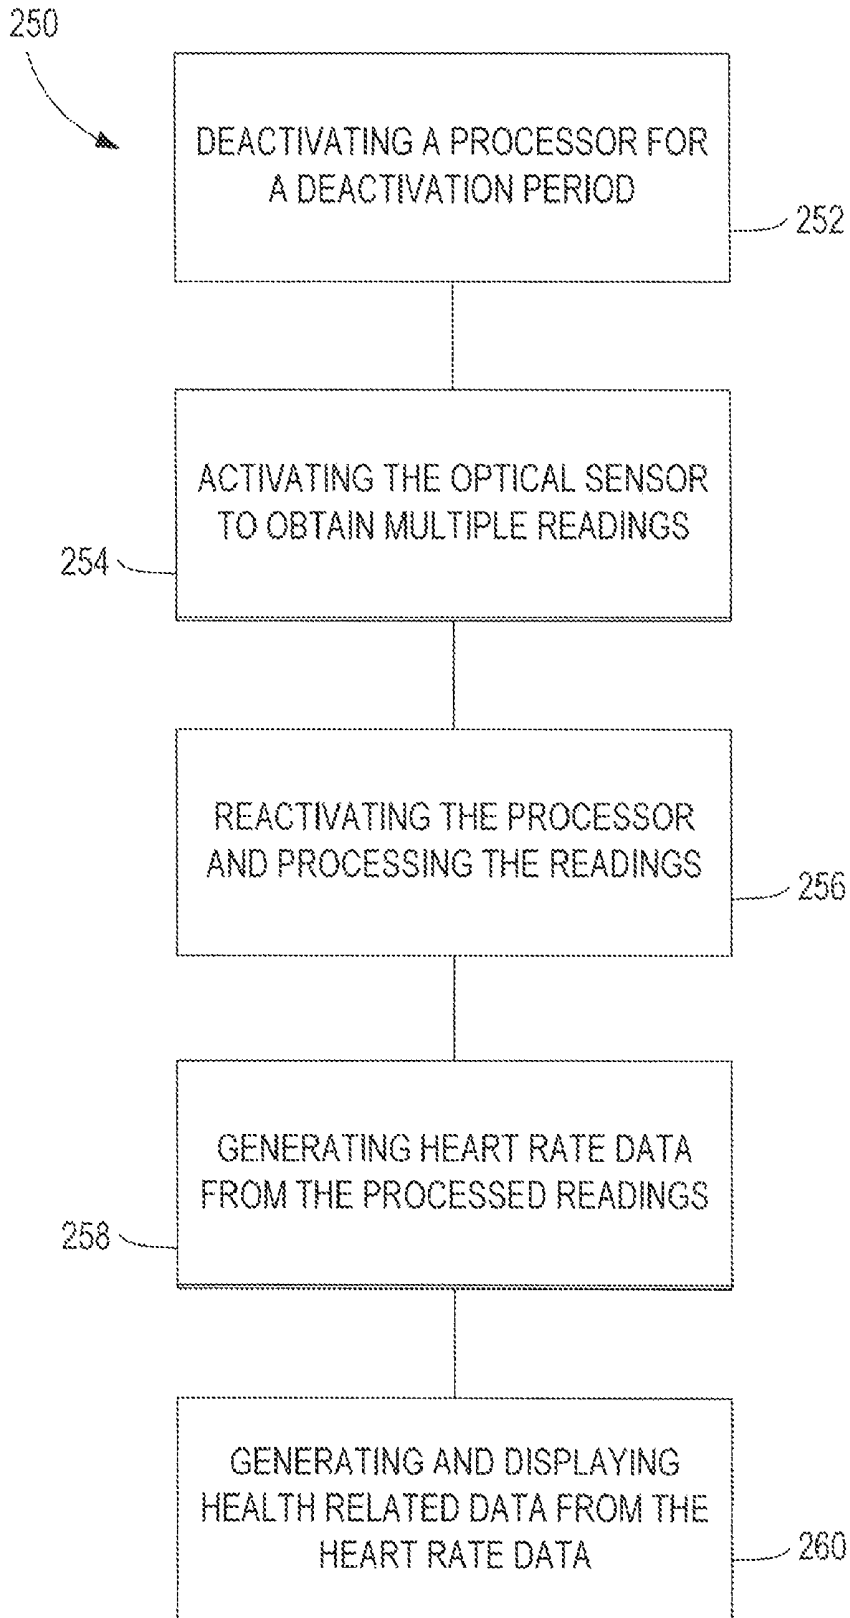 250
DEACTIVATING A PROCESSOR FOR
A DEACTIVATION PERIOD
252
ACTIVATING THE OPTICAL SENSOR
TO OBTAIN MULTIPLE READINGS
254
REACTIVATING THE PROCESSOR
AND PROCESSING THE READINGS
256
GENERATING HEART RATE DATA
FROM THE PROCESSED READINGS
258
GENERATING AND DISPLAYING
HEALTH RELATED DATA FROM THE
HEART RATE DATA
260